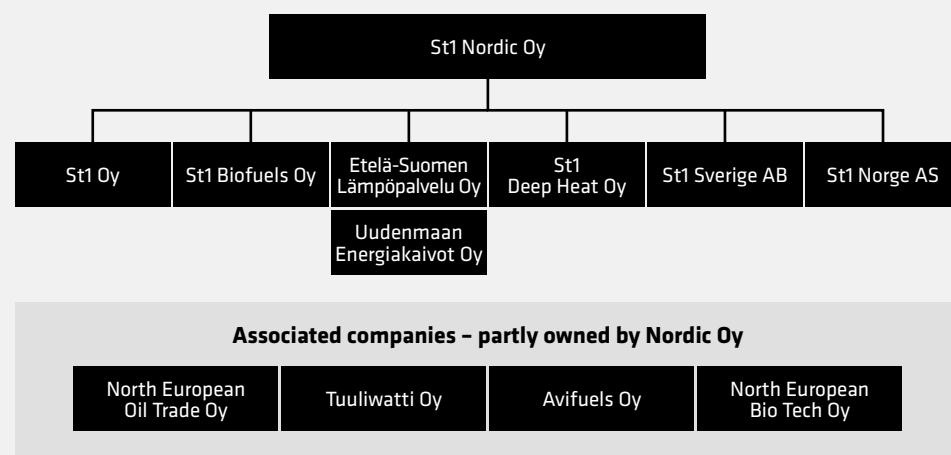 St1 Nordic Oy
St1 Oy
St1 Biofuels Oy
Etelä-Suomen
Lämpöpalvelu Oy
St1
Deep Heat Oy
St1 Sverige AB
St1 Norge AS
Uudenmaan
Energiakaivot Oy
Associated companies – partly owned by Nordic Oy
North European
Oil Trade Oy
Tuuliwatti Oy
Avifuels Oy
North European
Bio Tech Oy